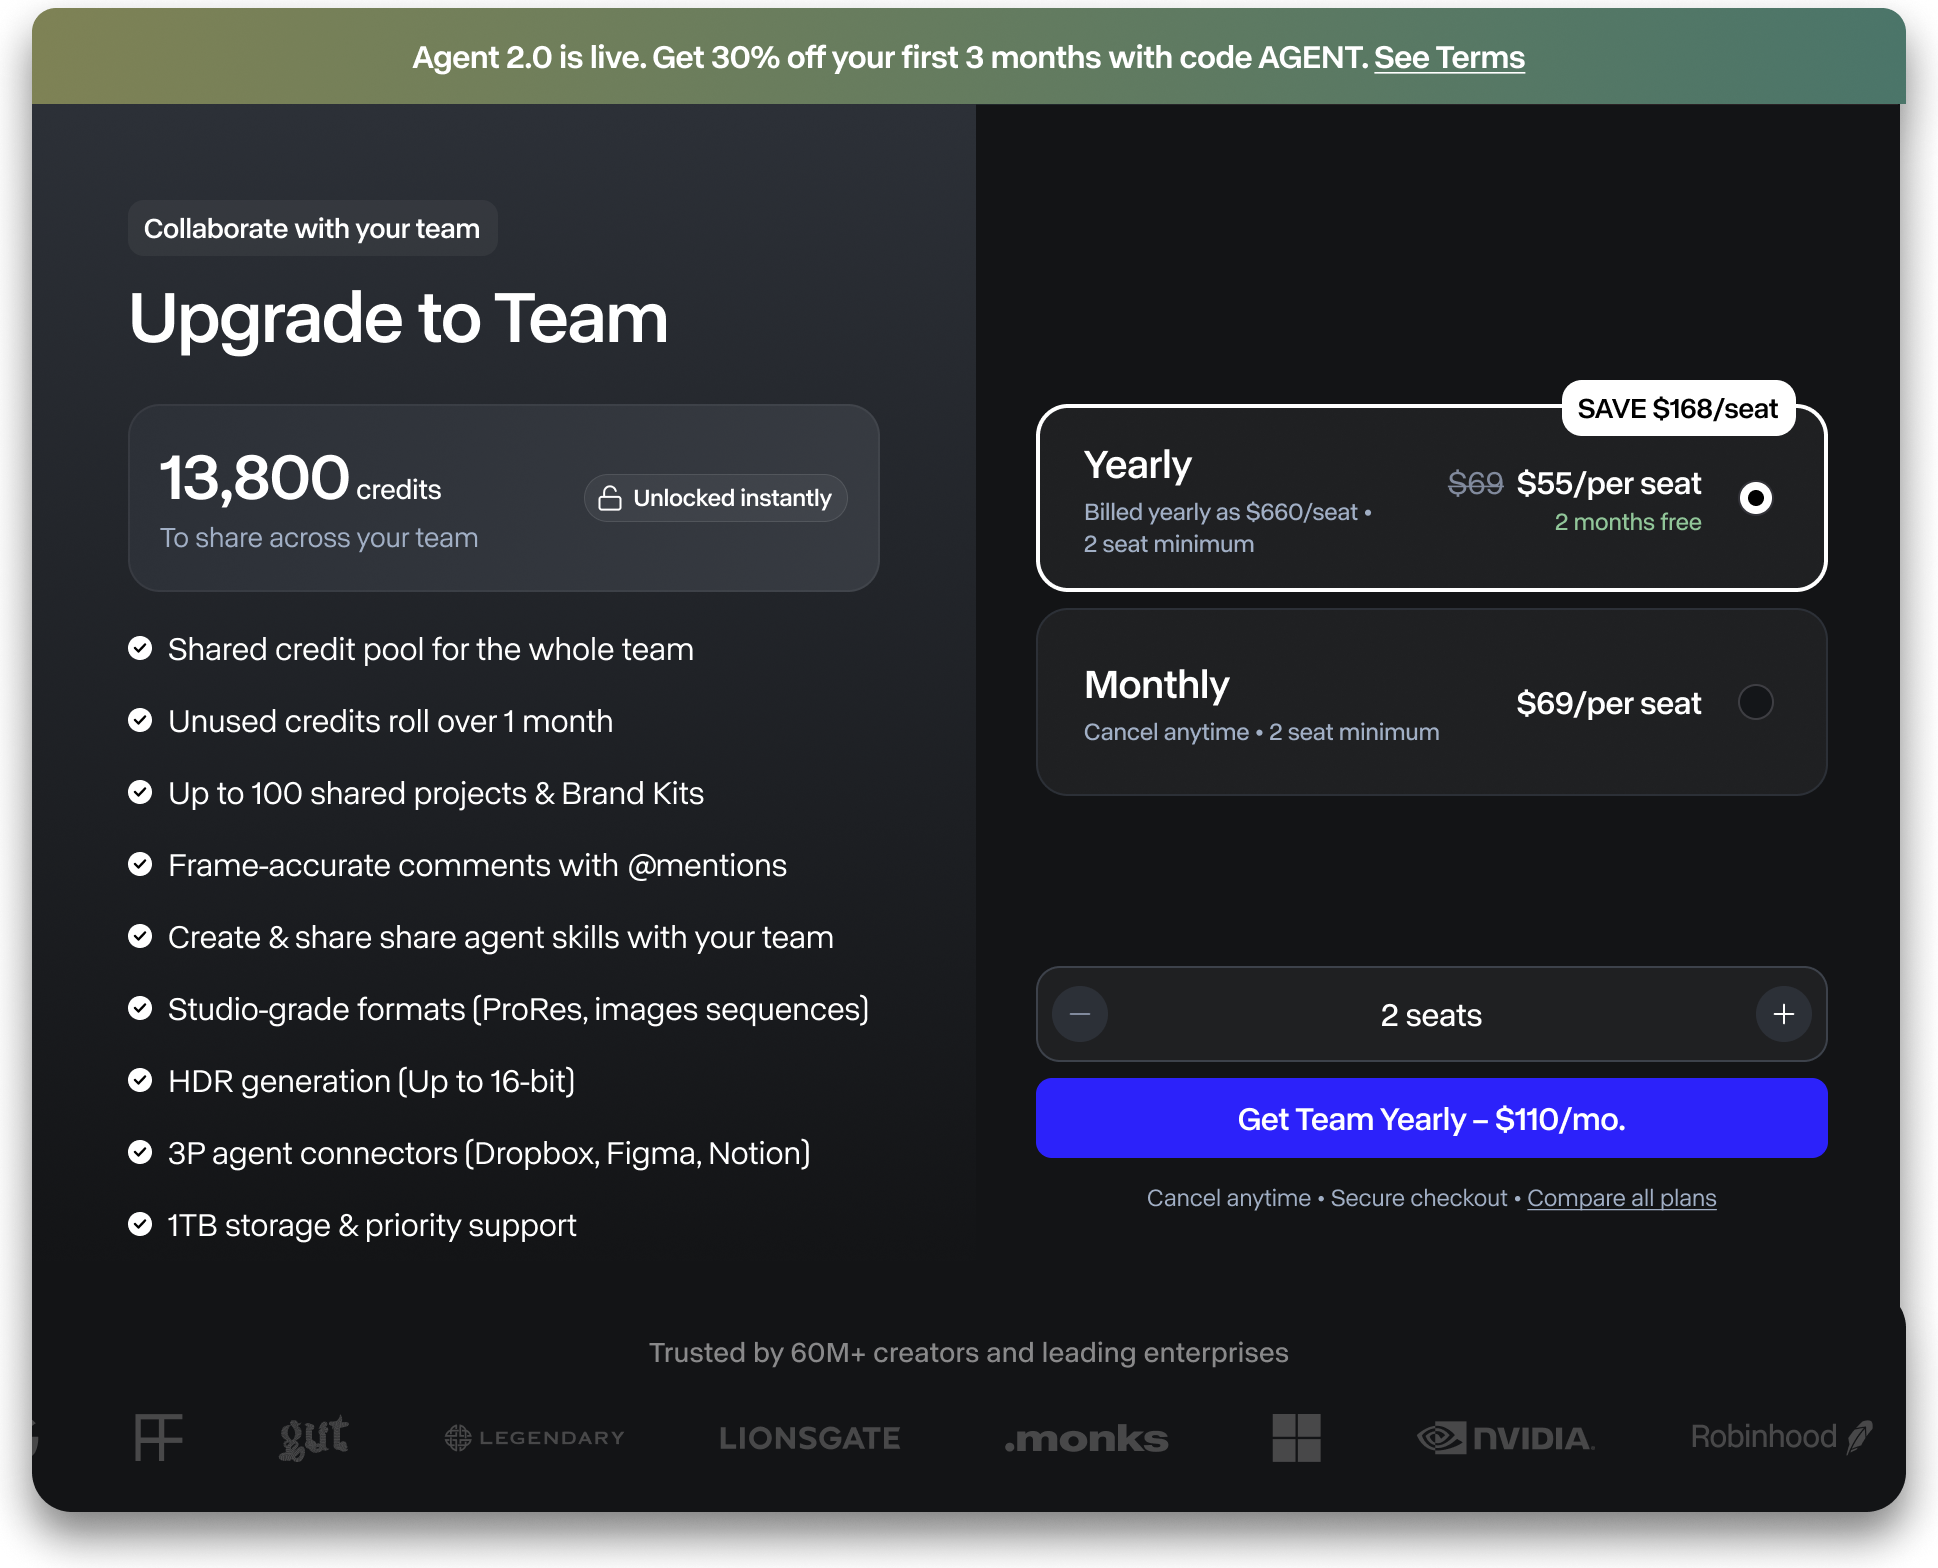 Agent 2.0 is live. Get 30% off your first 3 months with code AGENT. See Terms
Collaborate with your team
Upgrade to Team
13,800 credits
To share across your team
Unlocked instantly
Shared credit pool for the whole team
Unused credits roll over 1 month
Up to 100 shared projects & Brand Kits
Frame-accurate comments with @mentions
Create & share share agent skills with your team
Studio-grade formats (ProRes, images sequences)
HDR generation (Up to 16-bit)
3P agent connectors (Dropbox, Figma, Notion)
1TB storage & priority support
SAVE $168/seat
Yearly
Billed yearly as $660/seat •
2 seat minimum
$69 $55/per seat
2 months free
Monthly
Cancel anytime • 2 seat minimum
$69/per seat
2 seats
Get Team Yearly – $110/mo.
Cancel anytime • Secure checkout • Compare all plans
Trusted by 60M+ creators and leading enterprises
gut
LEGENDARY
LIONSGATE
.monks
NVIDIA.
Robinhood